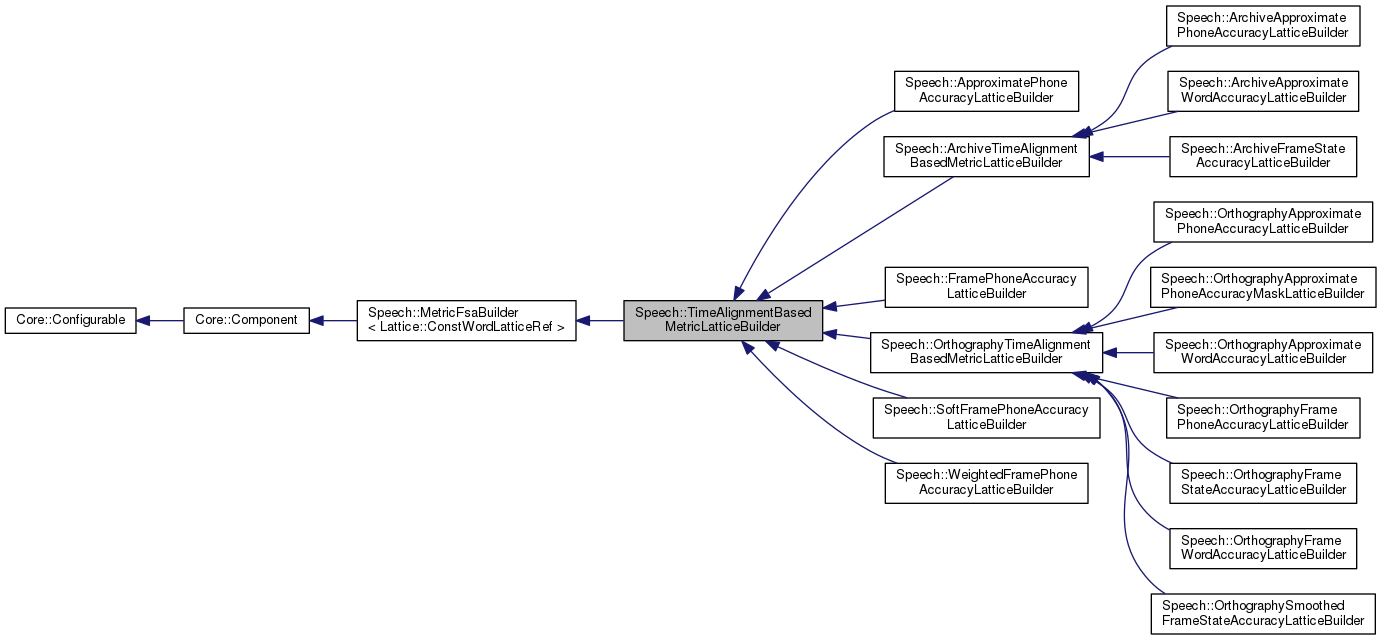 Core::Configurable
Core::Component
Speech::MetricFsaBuilder
< Lattice::ConstWordLatticeRef >
Speech::TimeAlignmentBased
MetricLatticeBuilder
Speech::ApproximatePhone
AccuracyLatticeBuilder
Speech::ArchiveTimeAlignment
BasedMetricLatticeBuilder
Speech::FramePhoneAccuracy
LatticeBuilder
Speech::OrthographyTimeAlignment
BasedMetricLatticeBuilder
Speech::SoftFramePhoneAccuracy
LatticeBuilder
Speech::WeightedFramePhone
AccuracyLatticeBuilder
Speech::ArchiveApproximate
PhoneAccuracyLatticeBuilder
Speech::ArchiveApproximate
WordAccuracyLatticeBuilder
Speech::ArchiveFrameState
AccuracyLatticeBuilder
Speech::OrthographyApproximate
PhoneAccuracyLatticeBuilder
Speech::OrthographyApproximate
PhoneAccuracyMaskLatticeBuilder
Speech::OrthographyApproximate
WordAccuracyLatticeBuilder
Speech::OrthographyFrame
PhoneAccuracyLatticeBuilder
Speech::OrthographyFrame
StateAccuracyLatticeBuilder
Speech::OrthographyFrame
WordAccuracyLatticeBuilder
Speech::OrthographySmoothed
FrameStateAccuracyLatticeBuilder